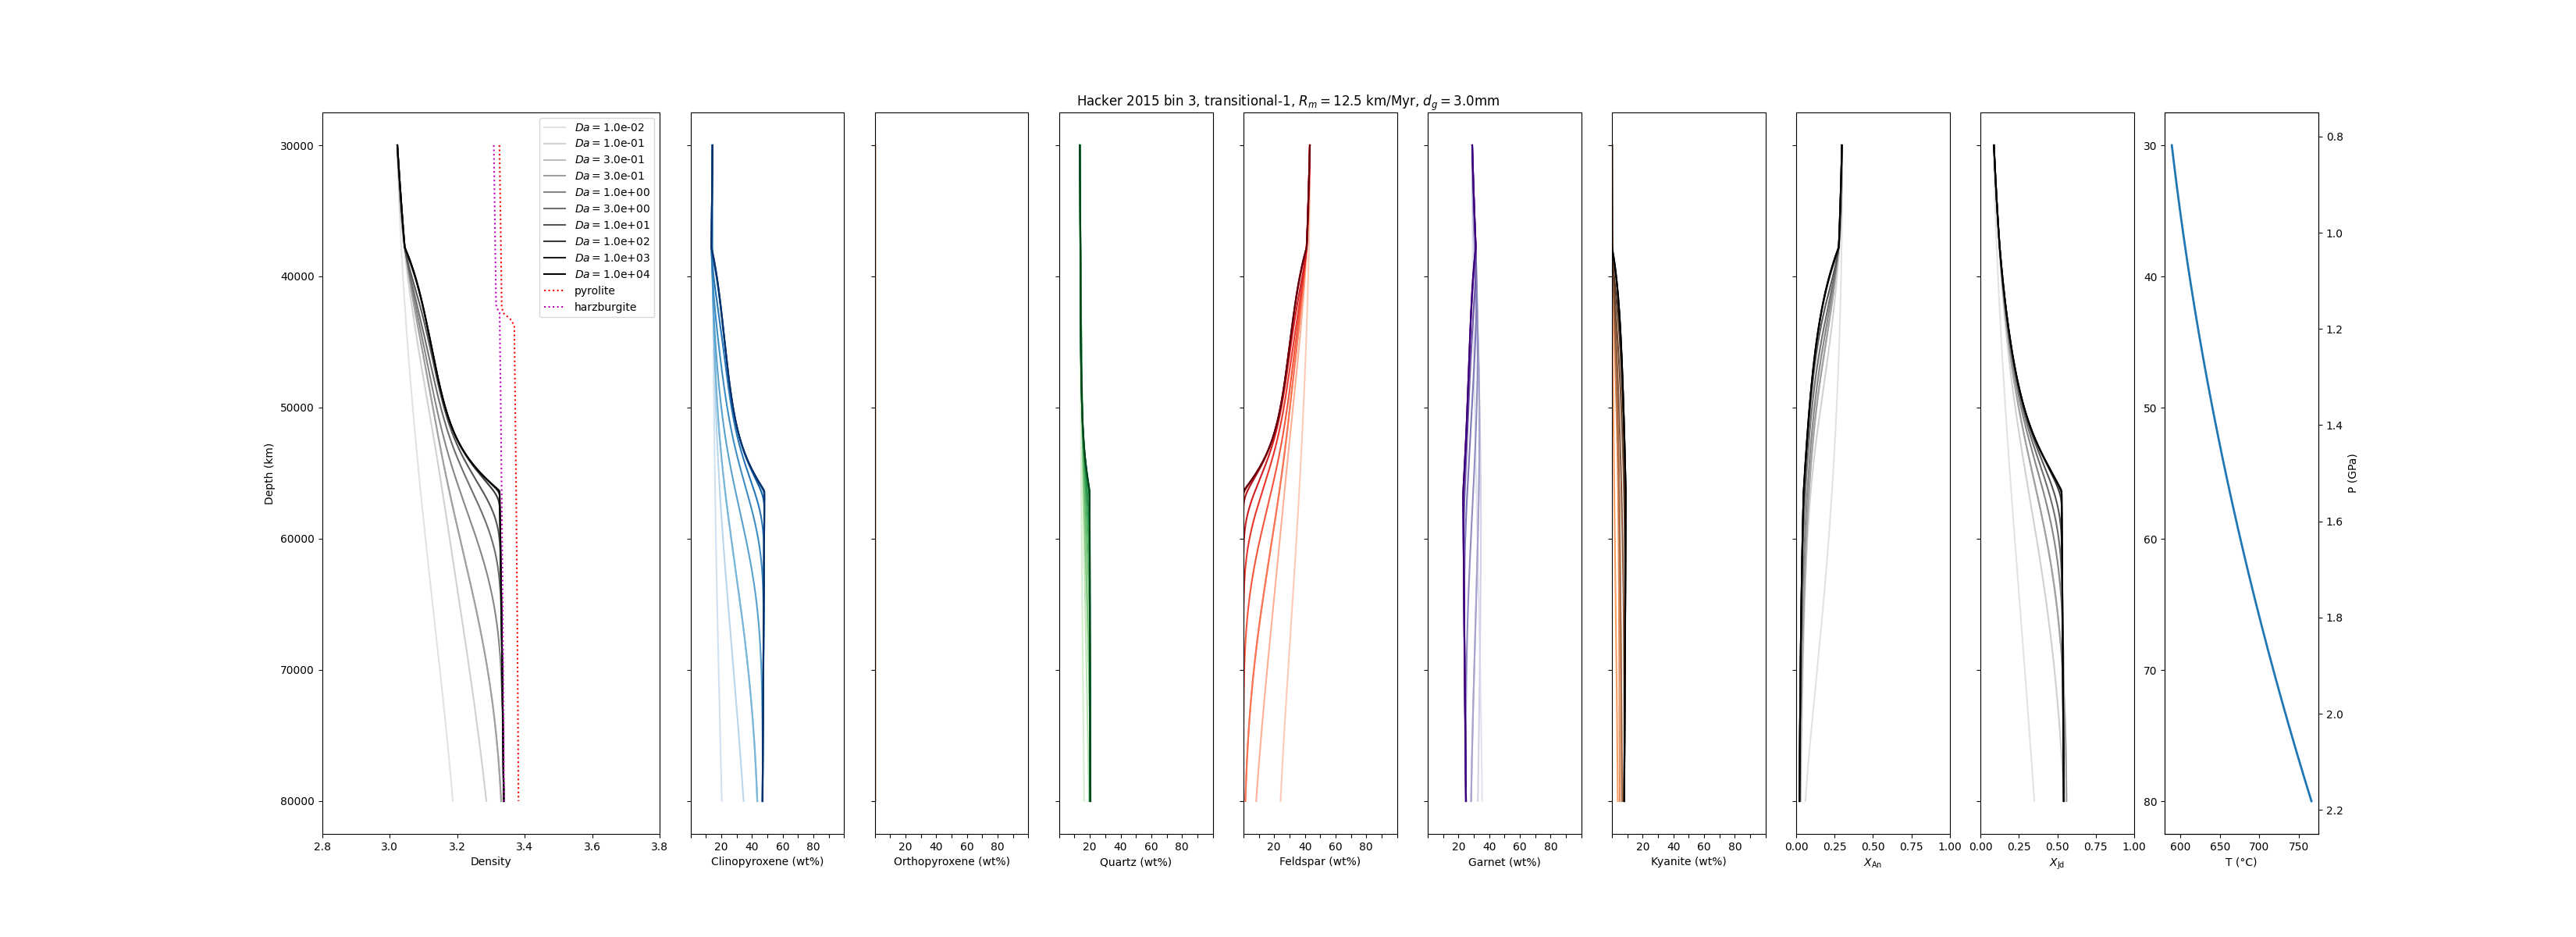 Hacker 2015 bin 3, transitional-1, R_m = 12.5 km/Myr, d_g = 3.0mm
Da = 1.0e-02
Da = 1.0e-01
Da = 3.0e-01
Da = 3.0e-01
Da = 1.0e+00
Da = 3.0e+00
Da = 1.0e+01
Da = 1.0e+02
Da = 1.0e+03
Da = 1.0e+04
pyrolite
harzburgite
Depth (km)
30000
40000
50000
60000
70000
80000
2.8 3.0 3.2 3.4 3.6 3.8
Density
20 40 60 80
Clinopyroxene (wt%)
Orthopyroxene (wt%)
20 40 60 80
20 40 60 80
Quartz (wt%)
20 40 60 80
Feldspar (wt%)
20 40 60 80
Garnet (wt%)
20 40 60 80
Kyanite (wt%)
0.00 0.25 0.50 0.75 1.00
X_An
0.00 0.25 0.50 0.75 1.00
X_Jd
30
40
50
60
70
80
600 650 700 750
T (°C)
0.8
1.0
1.2
1.4
1.6
1.8
2.0
2.2
P (GPa)